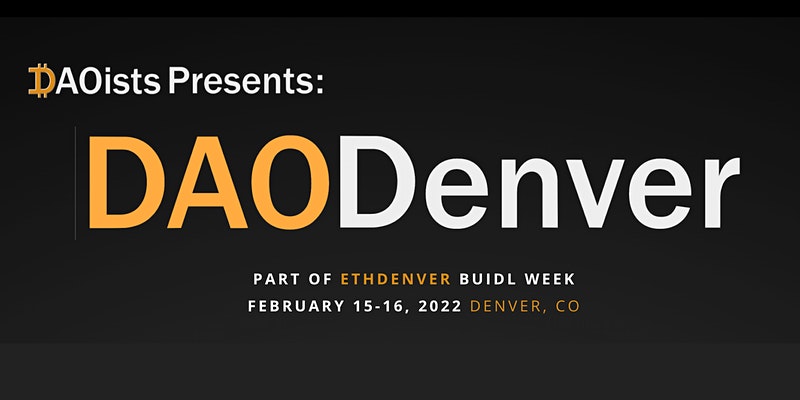 DAOists Presents:
DAODenver
PART OF ETHDENVER BUIDL WEEK
FEBRUARY 15-16, 2022 DENVER, CO